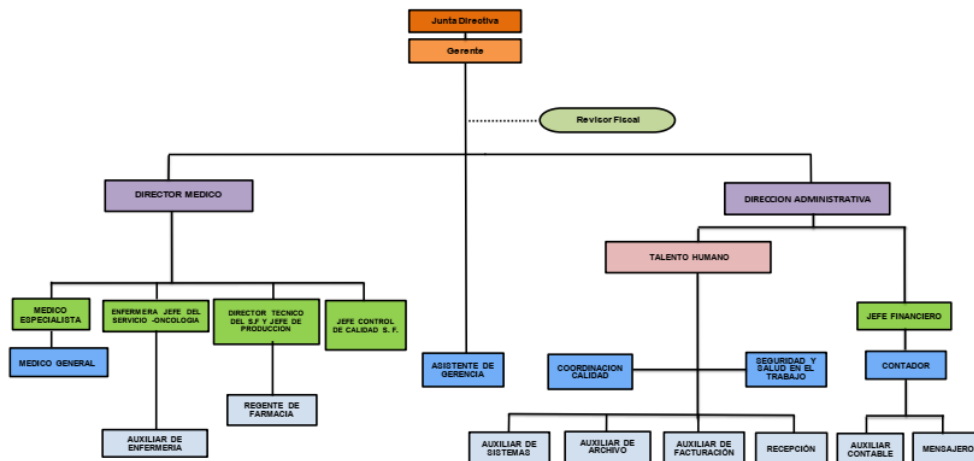 Junta Directiva
Gerente
Revisor Fiscal
DIRECTOR MEDICO
DIRECCION ADMINISTRATIVA
TALENTO HUMANO
MEDICO
ESPECIALISTA
ENFERMERA JEFE DEL
SERVICIO -ONCOLOGIA
DIRECTOR TECNICO
DEL S.F Y JEFE DE
PRODUCCION
JEFE CONTROL
DE CALIDAD S. F.
JEFE FINANCIERO
MEDICO GENERAL
ASISTENTE DE
GERENCIA
COORDINACION
CALIDAD
SEGURIDAD Y
SALUD EN EL
TRABAJO
CONTADOR
REGENTE DE
FARMACIA
AUXILIAR DE
ENFERMERIA
AUXILIAR DE
SISTEMAS
AUXILIAR DE
ARCHIVO
AUXILIAR DE
FACTURACIÓN
RECEPCIÓN
AUXILIAR
CONTABLE
MENSAJERO